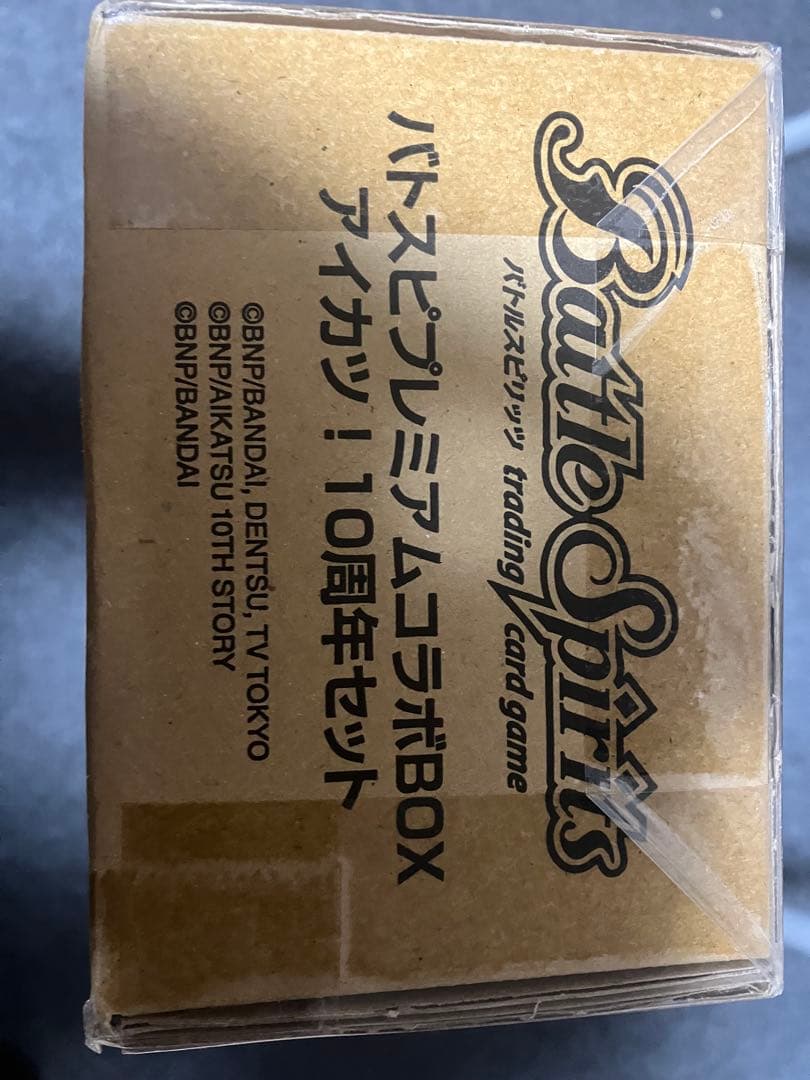 Battle Spirits
バトルスピリッツ trading card game
バトスピプレミアムコラボBOX
アイカツ！10周年セット
©BNP/BANDAI, DENTSU, TV TOKYO
©BNP/AIKATSU 10TH STORY
©BNP/BANDAI